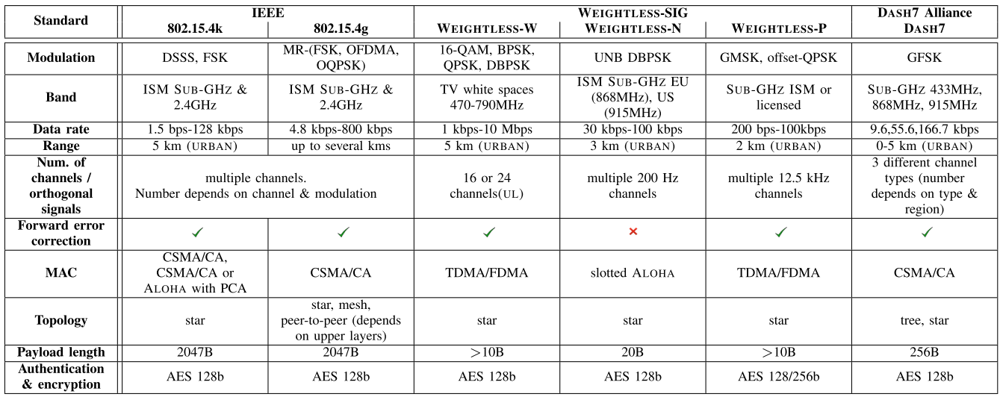 Standard
IEEE
WEIGHTLESS-SIG
DASH7 Alliance
802.15.4k
802.15.4g
WEIGHTLESS-W
WEIGHTLESS-N
WEIGHTLESS-P
DASH7
Modulation
DSSS, FSK
MR-(FSK, OFDMA,
OQPSK)
16-QAM, BPSK,
QPSK, DBPSK
UNB DBPSK
GMSK, offset-QPSK
GFSK
Band
ISM SUB-GHZ &
2.4GHz
ISM SUB-GHZ &
2.4GHz
TV white spaces
470-790MHz
ISM SUB-GHZ EU
(868MHz), US
(915MHz)
SUB-GHZ ISM or
licensed
SUB-GHZ 433MHz,
868MHz, 915MHz
Data rate
1.5 bps-128 kbps
4.8 kbps-800 kbps
1 kbps-10 Mbps
30 kbps-100 kbps
200 bps-100kbps
9.6,55.6,166.7 kbps
Range
5 km (URBAN)
up to several kms
5 km (URBAN)
3 km (URBAN)
2 km (URBAN)
0-5 km (URBAN)
Num. of
channels /
orthogonal
signals
multiple channels.
Number depends on channel & modulation
16 or 24
channels(UL)
multiple 200 Hz
channels
multiple 12.5 kHz
channels
3 different channel
types (number
depends on type &
region)
Forward error
correction
✓
✓
✓
×
✓
✓
MAC
CSMA/CA,
CSMA/CA or
ALOHA with PCA
CSMA/CA
TDMA/FDMA
slotted ALOHA
TDMA/FDMA
CSMA/CA
Topology
star
star, mesh,
peer-to-peer (depends
on upper layers)
star
star
star
tree, star
Payload length
2047B
2047B
>10B
20B
>10B
256B
Authentication
& encryption
AES 128b
AES 128b
AES 128b
AES 128b
AES 128/256b
AES 128b